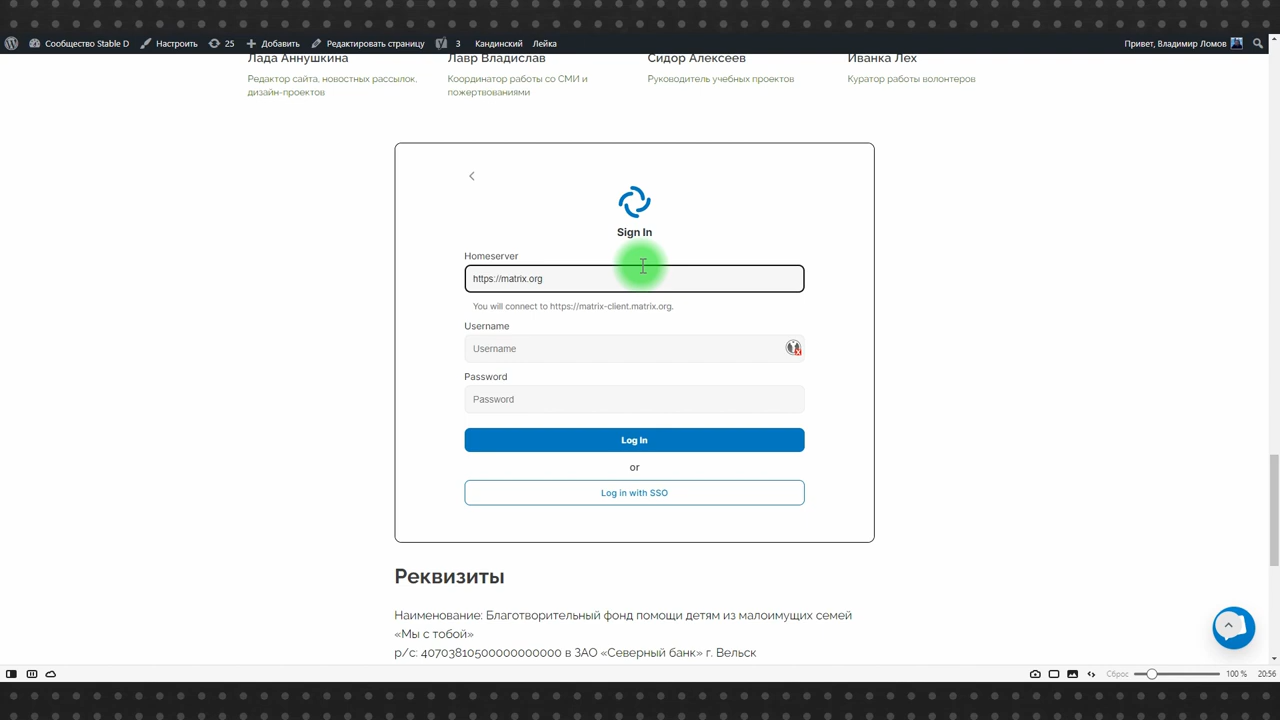 Сообщество Stable D
Настроить
25
Добавить
Редактировать страницу
3
Кандинский
Лейка
Привет, Владимир Ломов
Лада Аннушкина
Лавр Владислав
Сидор Алексеев
Иванка Лех
Редактор сайта, новостных рассылок,
дизайн-проектов
Координатор работы со СМИ и
пожертвованиями
Руководитель учебных проектов
Куратор работы волонтеров
Sign In
Homeserver
https://matrix.org
You will connect to https://matrix-client.matrix.org.
Username
Username
Password
Password
Log In
or
Log in with SSO
Реквизиты
Наименование: Благотворительный фонд помощи детям из малоимущих семей
«Мы с тобой»
р/с: 40703810500000000000 в ЗАО «Северный банк» г. Вельск
Сброс
100 %
20:56